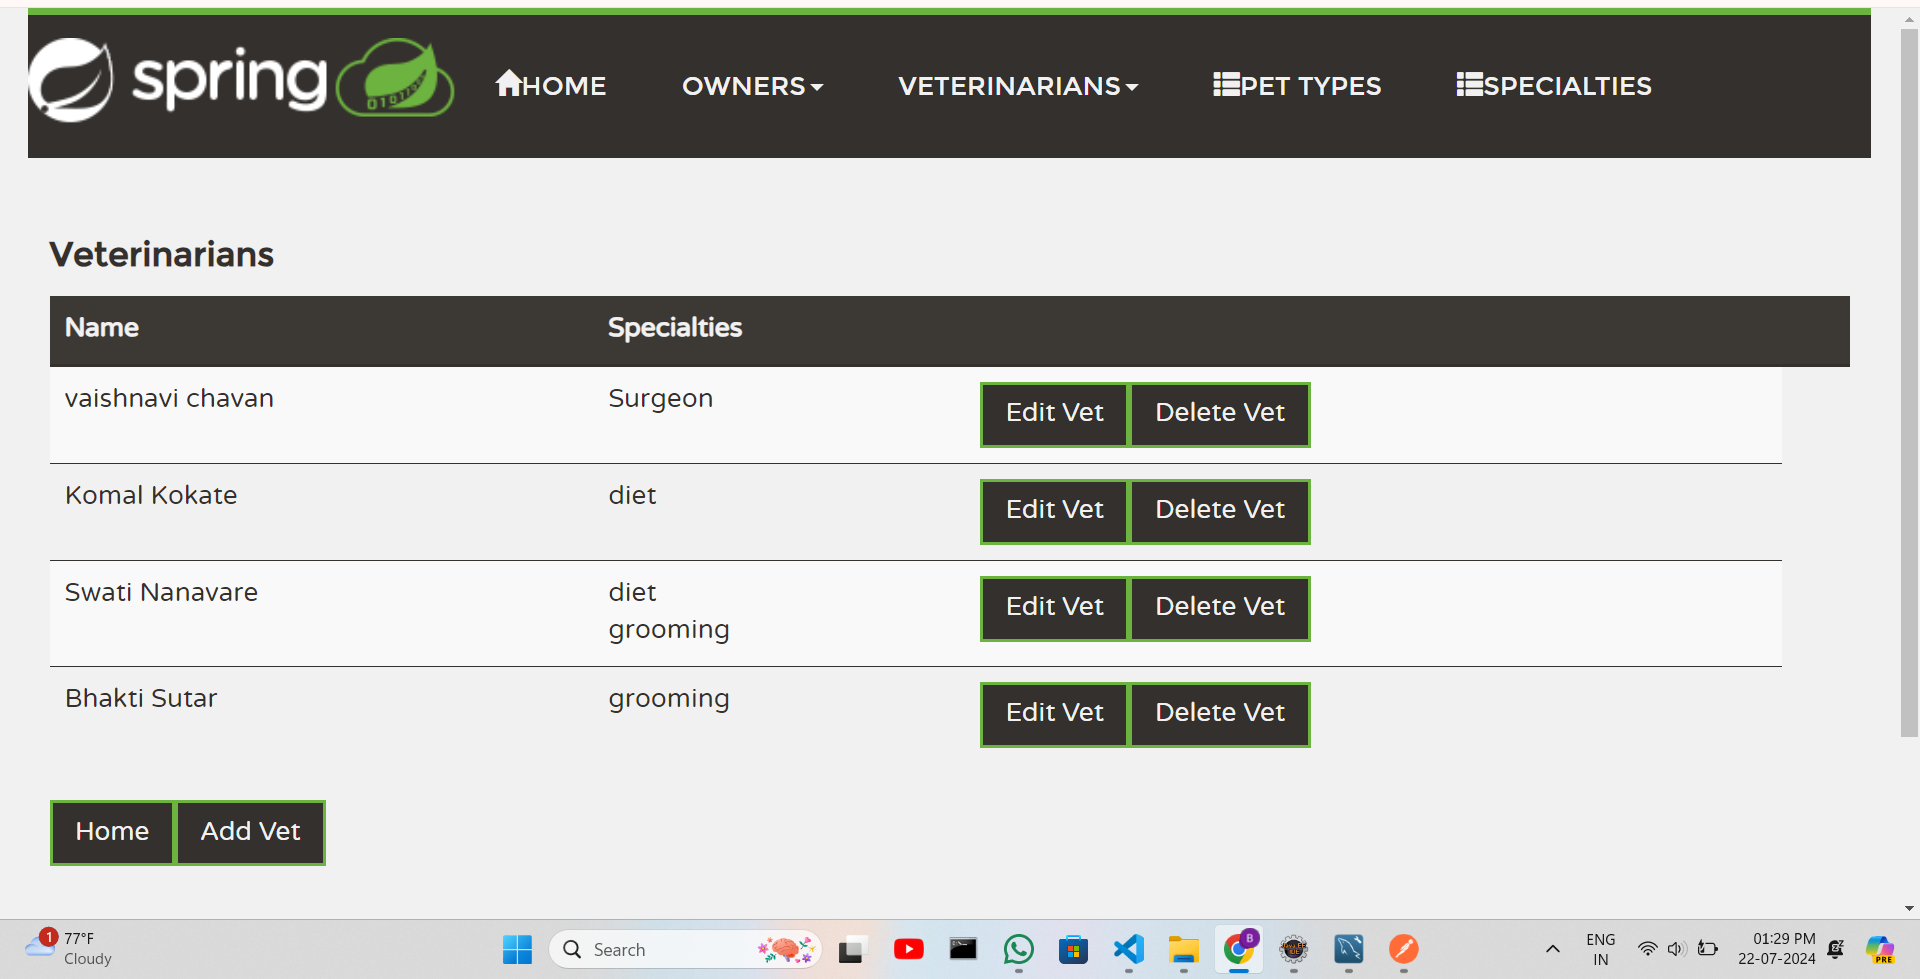 spring
HOME
OWNERS
VETERINARIANS
PET TYPES
SPECIALTIES
Veterinarians
Name Specialties
vaishnavi chavan Surgeon Edit Vet Delete Vet
Komal Kokate diet Edit Vet Delete Vet
Swati Nanavare diet Edit Vet Delete Vet
grooming
Bhakti Sutar grooming Edit Vet Delete Vet
Home Add Vet
1
77°F
Cloudy
Search
B
ENG
IN
01:29 PM
22-07-2024
PRE